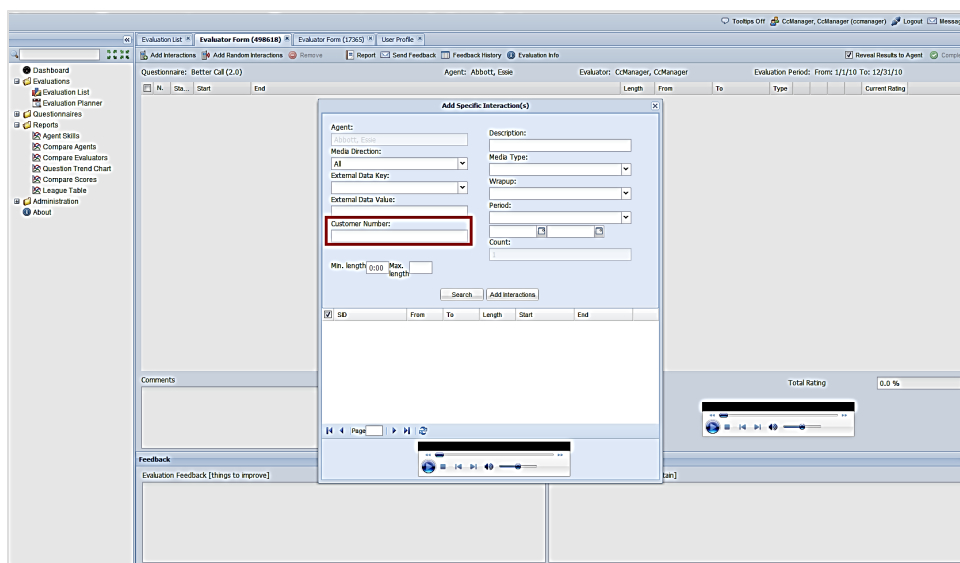 Tooltips Off CcManager, CcManager (ccmanager) Logout Messag
Evaluation List Evaluator Form (498618) Evaluator Form (17365) User Profile
Add Interactions Add Random Interactions Remove Report Send Feedback Feedback History Evaluation Info Reveal Results to Agent Comple
Dashboard
Evaluations
Evaluation List
Evaluation Planner
Questionnaires
Reports
Agent Skills
Compare Agents
Compare Evaluators
Question Trend Chart
Compare Scores
League Table
Administration
About
Questionnaire: Better Call (2.0) Agent: Abbott, Essie Evaluator: CcManager, CcManager Evaluation Period: From: 1/1/10 To: 12/31/10
N. Sta... Start End Length From To Type Current Rating
Add Specific Interaction(s)
Agent:
Abbott, Essie
Media Direction:
All
External Data Key:
External Data Value:
Customer Number:
Min. length 0:00 Max. length
Description:
Media Type:
Wrapup:
Period:
Count:
1
Search Add Interactions
SID From To Length Start End
Page
Comments
Total Rating 0.0 %
Feedback
Evaluation Feedback [things to improve]
tain]